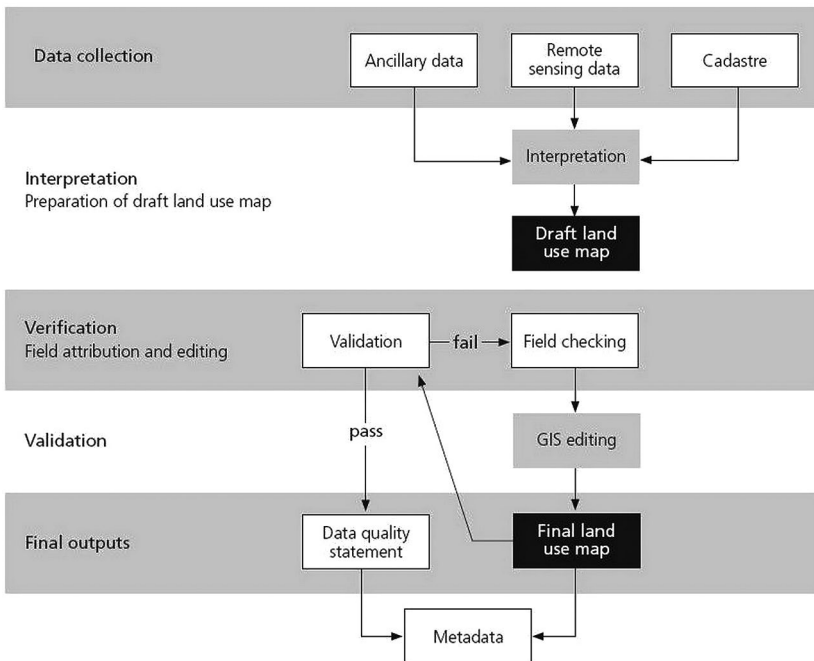 Data collection
Ancillary data
Remote
sensing data
Cadastre
Interpretation
Interpretation
Preparation of draft land use map
Draft land
use map
Verification
Field attribution and editing
Validation
fail
Field checking
pass
Validation
GIS editing
Final outputs
Data quality
statement
Final land
use map
Metadata